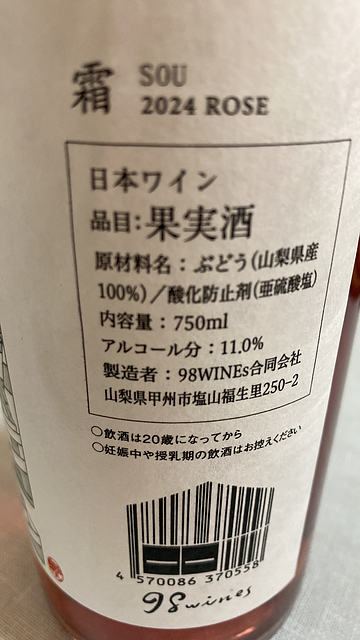 霜 SOU
2024 ROSE
日本ワイン
品目:果実酒
原材料名:ぶどう(山梨県産
100%)/酸化防止剤(亜硫酸塩)
内容量:750ml
アルコール分:11.0%
製造者:98WINEs合同会社
山梨県甲州市塩山福生里250-2
○飲酒は20歳になってから
○妊娠中や授乳期の飲酒はお控えください
4 570086 370558
98wines